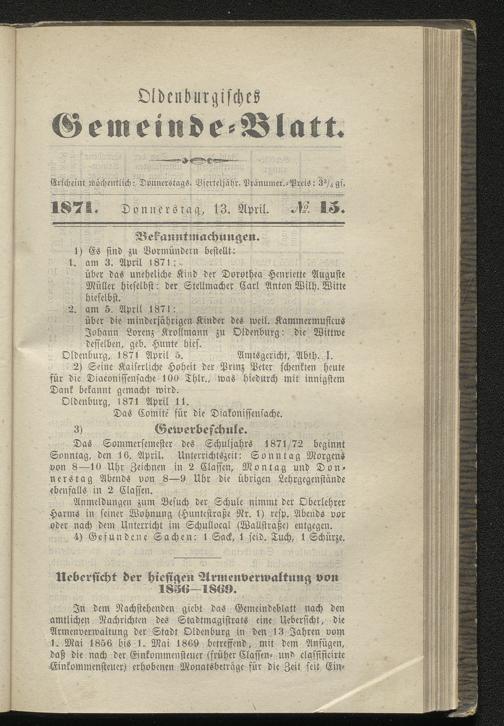 Oldenburgisches
Gemeinde-Blatt.
Erscheint wöchentlich: Donnerstags. Vierteljähr. Pränumer.-Preis: 3¾ gr.
1871. Donnerstag, 13. April. № 15.
Bekanntmachungen.
1) Es sind zu Vormündern bestellt:
1. am 3. April 1871:
über das uneheliche Kind der Dorothea Henriette Auguste
Müller hieselbst: der Stellmacher Carl Anton Wilh. Witte
hieselbst.
2. am 5. April 1871:
über die minderjährigen Kinder des weil. Kammermusicus
Johann Lorenz Krollmann zu Oldenburg: die Wittwe
desselben, geb. Hunte hies.
Oldenburg, 1871 April 5. Amtsgericht, Abth. I.
2) Seine Kaiserliche Hoheit der Prinz Peter schenkten heute
für die Diaconissensache 100 Thlr., was hiedurch mit innigstem
Dank bekannt gemacht wird.
Oldenburg, 1871 April 11.
Das Comité für die Diakonissensache.
3) Gewerbeschule.
Das Sommersemester des Schuljahrs 1871/72 beginnt
Sonntag, den 16. April. Unterrichtszeit: Sonntag Morgens
von 8—10 Uhr Zeichnen in 2 Classen, Montag und Don-
nerstag Abends von 8—9 Uhr die übrigen Lehrgegenstände
ebenfalls in 2 Classen.
Anmeldungen zum Besuch der Schule nimmt der Oberlehrer
Harms in seiner Wohnung (Huntestraße Nr. 1) resp. Abends vor
oder nach dem Unterricht im Schullocal (Wallstraße) entgegen.
4) Gefundene Sachen: 1 Sack, 1 seid. Tuch, 1 Schürze.
Uebersicht der hiesigen Armenverwaltung von
1856—1869.
In dem Nachstehenden giebt das Gemeindeblatt nach den
amtlichen Nachrichten des Stadtmagistrats eine Uebersicht, die
Armenverwaltung der Stadt Oldenburg in den 13 Jahren vom
1. Mai 1856 bis 1. Mai 1869 betreffend, mit dem Anfügen,
daß die nach der Einkommensteuer (früher Classen- und classificirte
Einkommensteuer) erhobenen Monatsbeträge für die Zeit seit Ein-